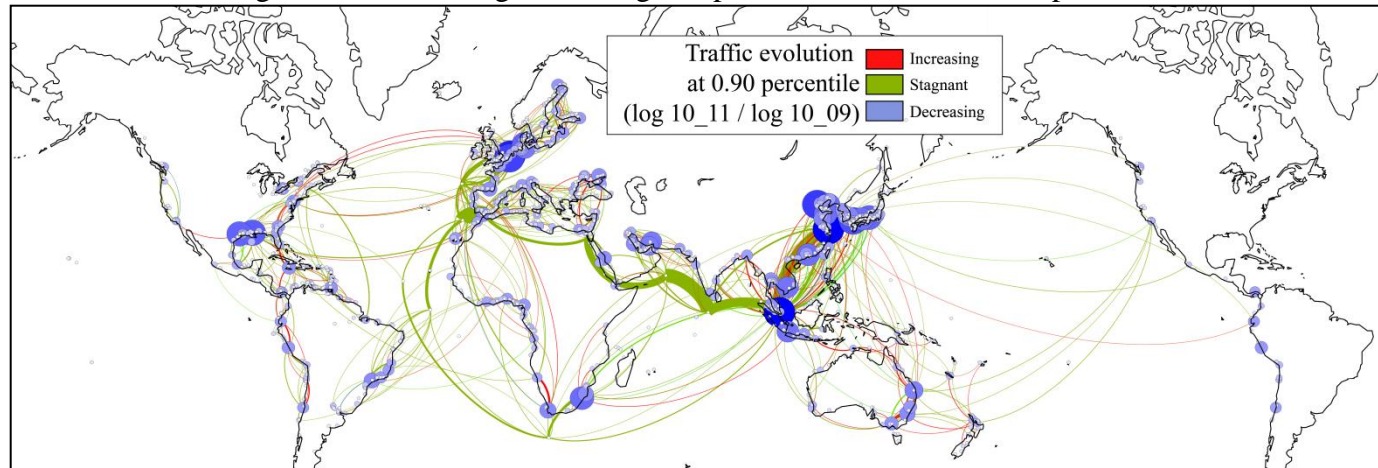 Traffic evolution
at 0.90 percentile
(log 10_11 / log 10_09)
Increasing
Stagnant
Decreasing